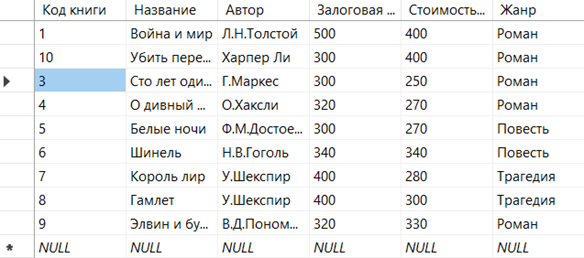 Код книги Название Автор Залоговая ... Стоимость... Жанр
1 Война и мир Л.Н.Толстой 500 400 Роман
10 Убить пере... Харпер Ли 300 400 Роман
3 Сто лет оди... Г.Маркес 300 250 Роман
4 О дивный ... О.Хаксли 320 270 Роман
5 Белые ночи Ф.М.Достое... 300 270 Повесть
6 Шинель Н.В.Гоголь 340 340 Повесть
7 Король лир У.Шекспир 400 280 Трагедия
8 Гамлет У.Шекспир 400 300 Трагедия
9 Элвин и бу... В.Д.Поном... 320 330 Роман
* NULL NULL NULL NULL NULL NULL